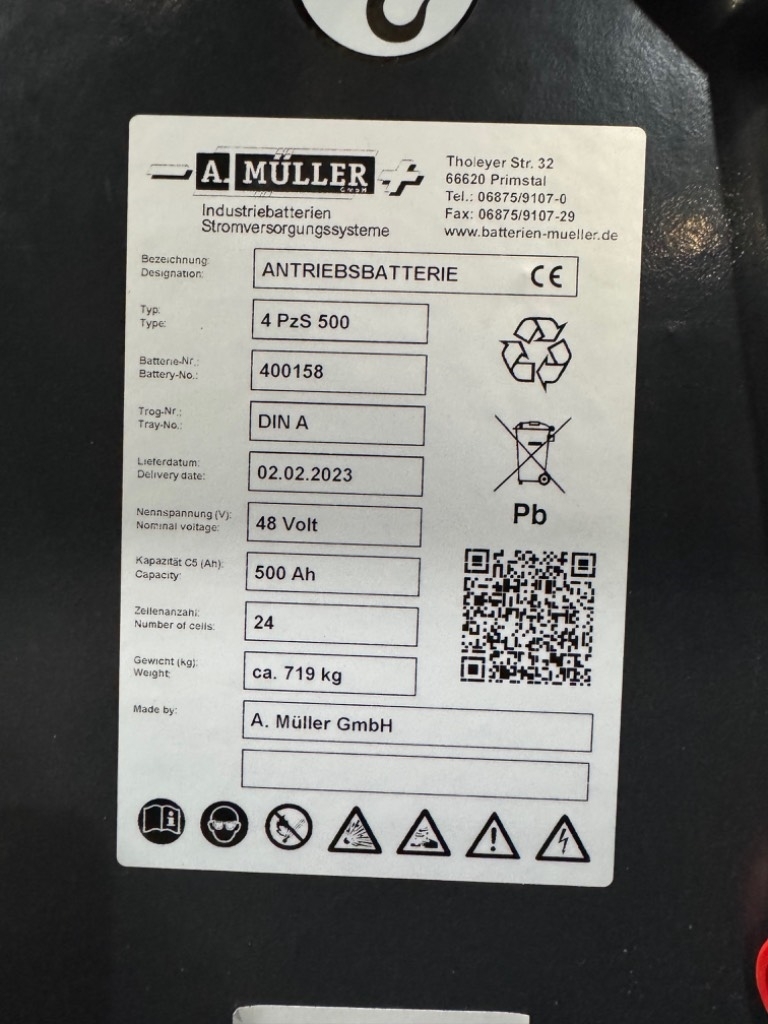 A. MÜLLER GmbH
Industriebatterien
Stromversorgungssysteme
Tholeyer Str. 32
66620 Primstal
Tel.: 06875/9107-0
Fax: 06875/9107-29
www.batterien-mueller.de
Bezeichnung:
Designation:
ANTRIEBSBATTERIE CE
Typ:
Type:
4 PzS 500
Batterie-Nr.:
Battery-No.:
400158
Trog-Nr.:
Tray-No.:
DIN A
Lieferdatum:
Delivery date:
02.02.2023
Pb
Nennspannung (V):
Nominal voltage:
48 Volt
Kapazität C5 (Ah):
Capacity:
500 Ah
Zellenanzahl:
Number of cells:
24
Gewicht (kg):
Weight:
ca. 719 kg
Made by:
A. Müller GmbH